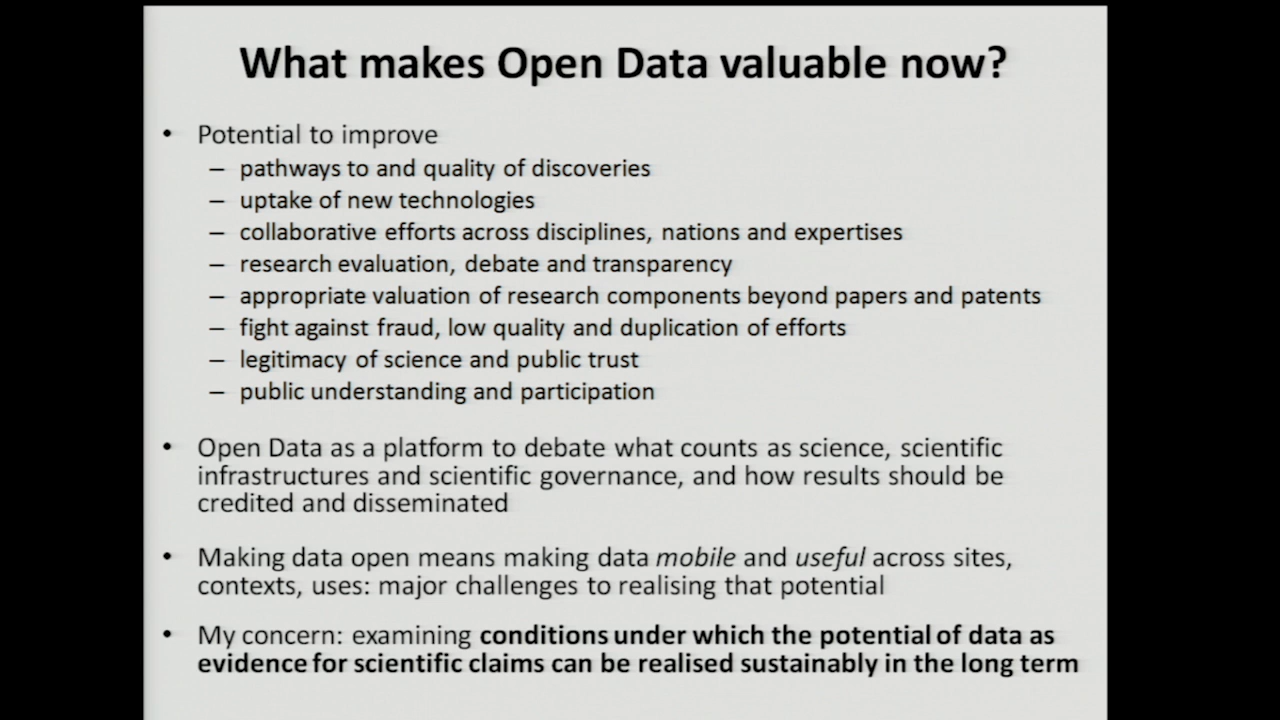 What makes Open Data valuable now?
• Potential to improve
– pathways to and quality of discoveries
– uptake of new technologies
– collaborative efforts across disciplines, nations and expertises
– research evaluation, debate and transparency
– appropriate valuation of research components beyond papers and patents
– fight against fraud, low quality and duplication of efforts
– legitimacy of science and public trust
– public understanding and participation
• Open Data as a platform to debate what counts as science, scientific
infrastructures and scientific governance, and how results should be
credited and disseminated
• Making data open means making data mobile and useful across sites,
contexts, uses: major challenges to realising that potential
• My concern: examining conditions under which the potential of data as
evidence for scientific claims can be realised sustainably in the long term